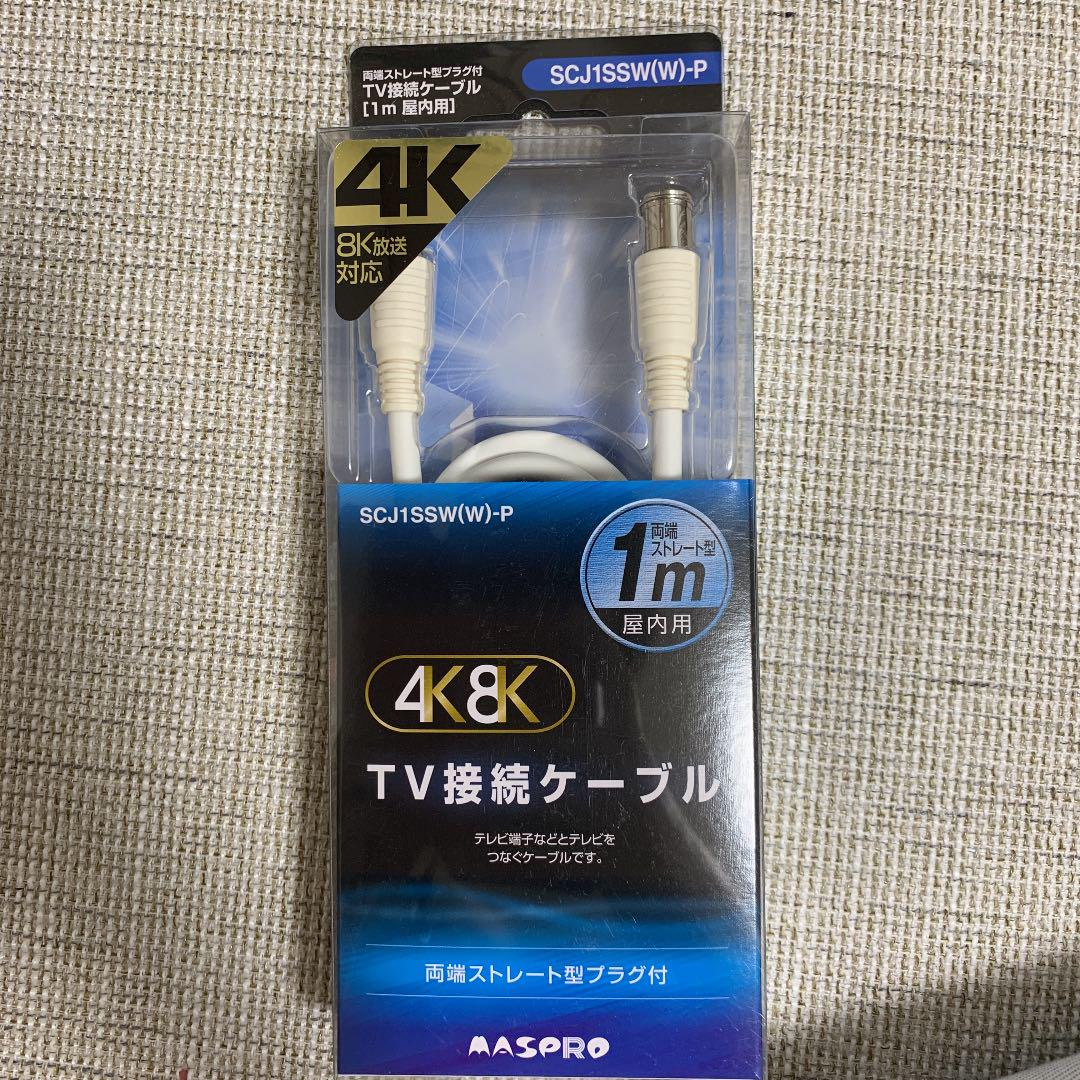 両端ストレート型プラグ付
TV接続ケーブル
[1m 屋内用]
SCJ1SSW(W)-P
4K
8K放送
対応
SCJ1SSW(W)-P
両端
ストレート型
1m
屋内用
4K8K
TV接続ケーブル
テレビ端子などとテレビを
つなぐケーブルです。
両端ストレート型プラグ付
MASPRO